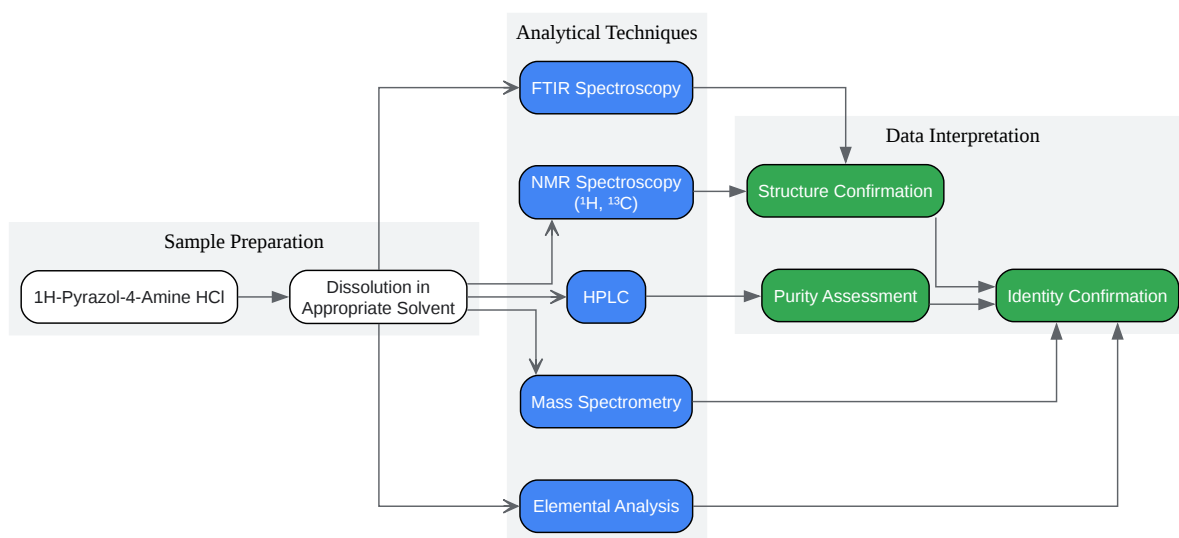 Analytical Techniques
FTIR Spectroscopy
Data Interpretation
NMR Spectroscopy
(¹H, ¹³C)
Structure Confirmation
Sample Preparation
1H-Pyrazol-4-Amine HCl
Dissolution in
Appropriate Solvent
HPLC
Purity Assessment
Identity Confirmation
Mass Spectrometry
Elemental Analysis